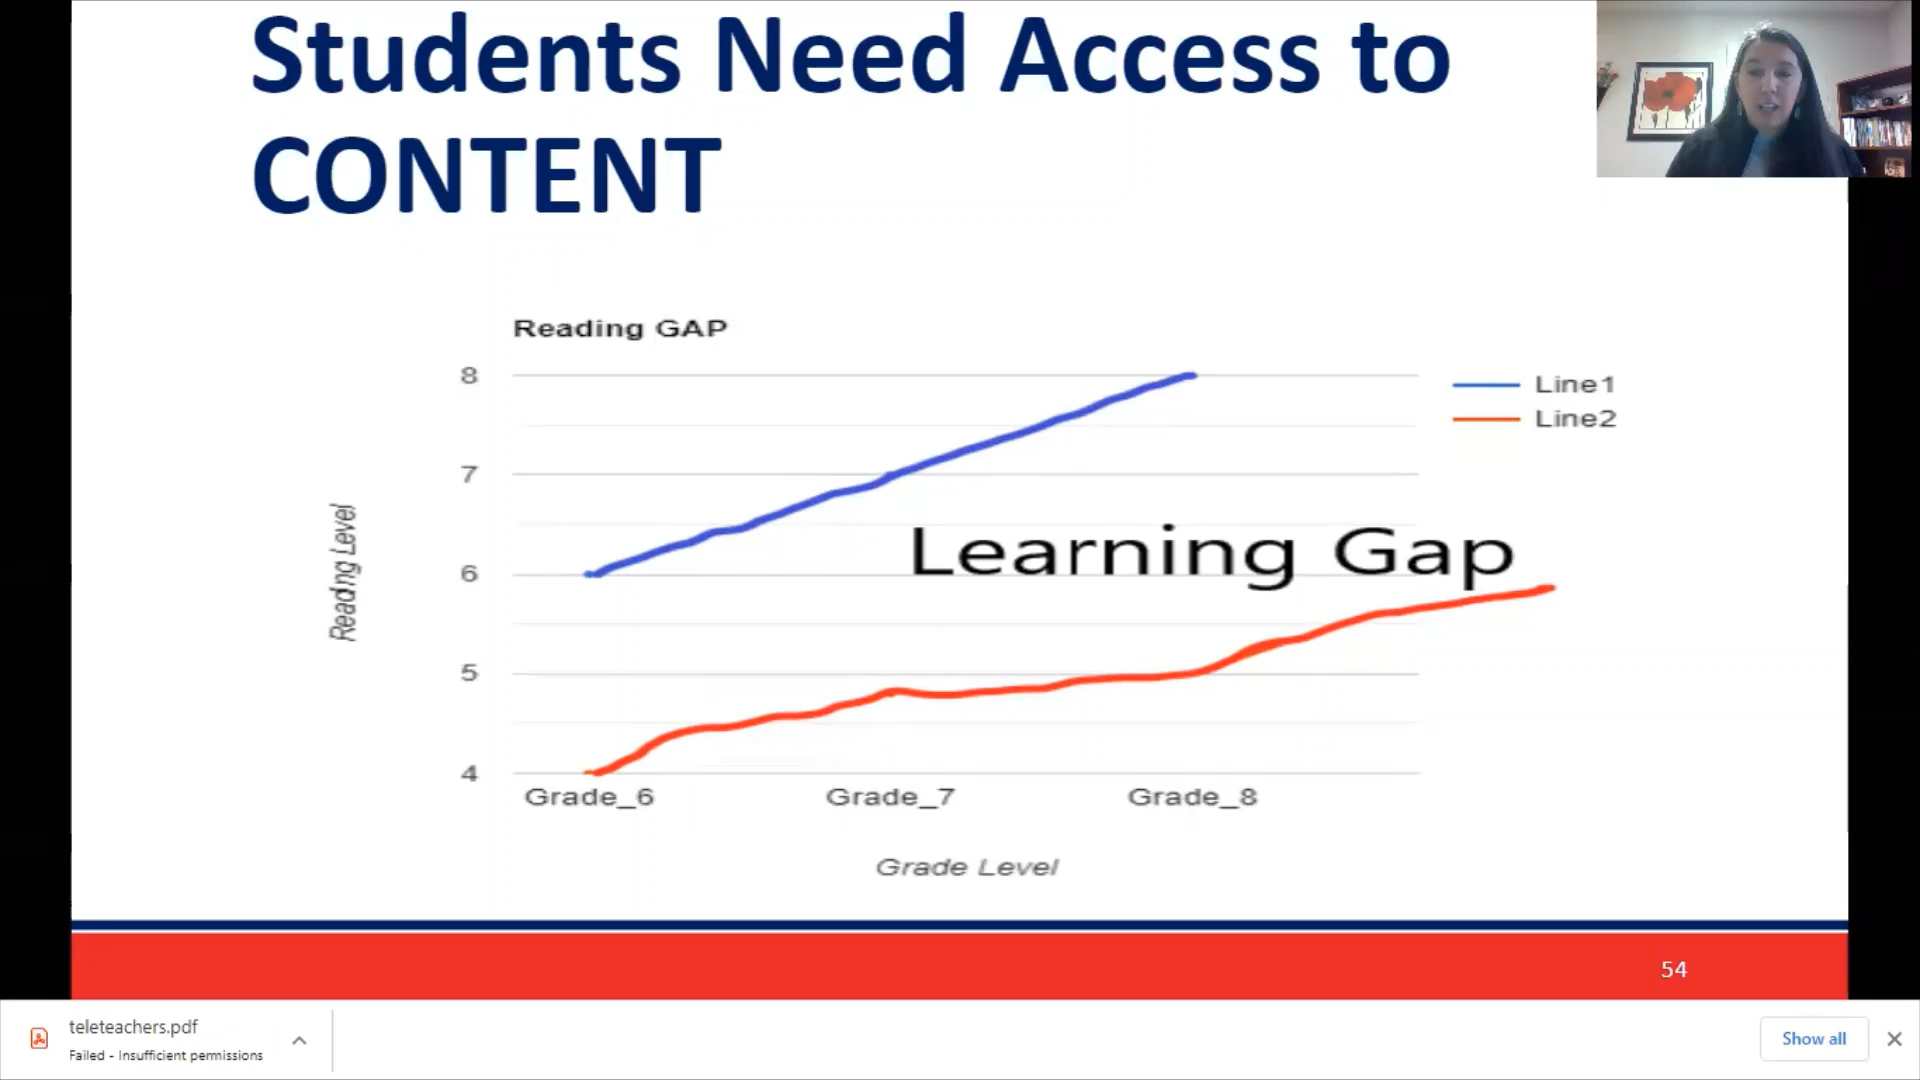 Students Need Access to
CONTENT
Reading GAP
8
7
6
5
4
Reading Level
Line1
Line2
Learning Gap
Grade_6 Grade_7 Grade_8
Grade Level
54
teleteachers.pdf
Failed - Insufficient permissions
Show all